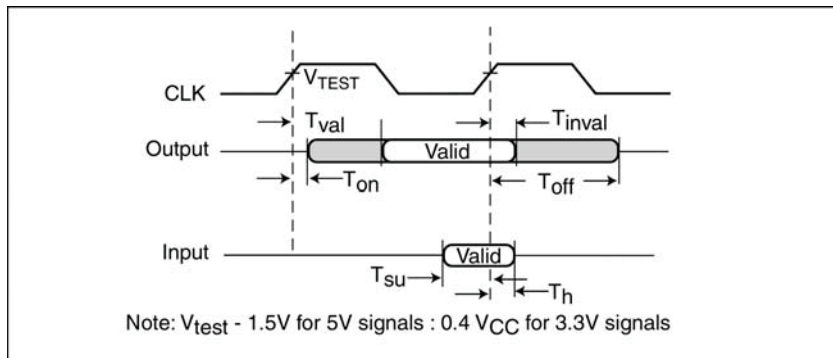 VTEST
CLK
Tval
Tinval
Output
Valid
Ton
Toff
Input
Valid
Tsu
Th
Note: Vtest - 1.5V for 5V signals : 0.4 VCC for 3.3V signals